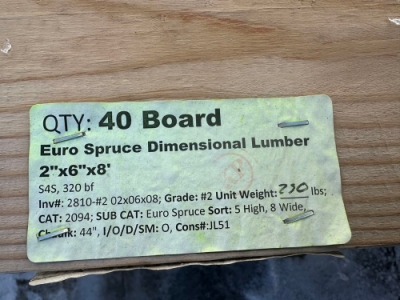 QTY: 40 Board
Euro Spruce Dimensional Lumber
2"x6"x8'
S4S, 320 bf
Inv#: 2810-#2 02x06x08; Grade: #2 Unit Weight: 730 lbs;
CAT: 2094; SUB CAT: Euro Spruce Sort: 5 High, 8 Wide,
44", I/O/D/SM: O, Cons#:JL51